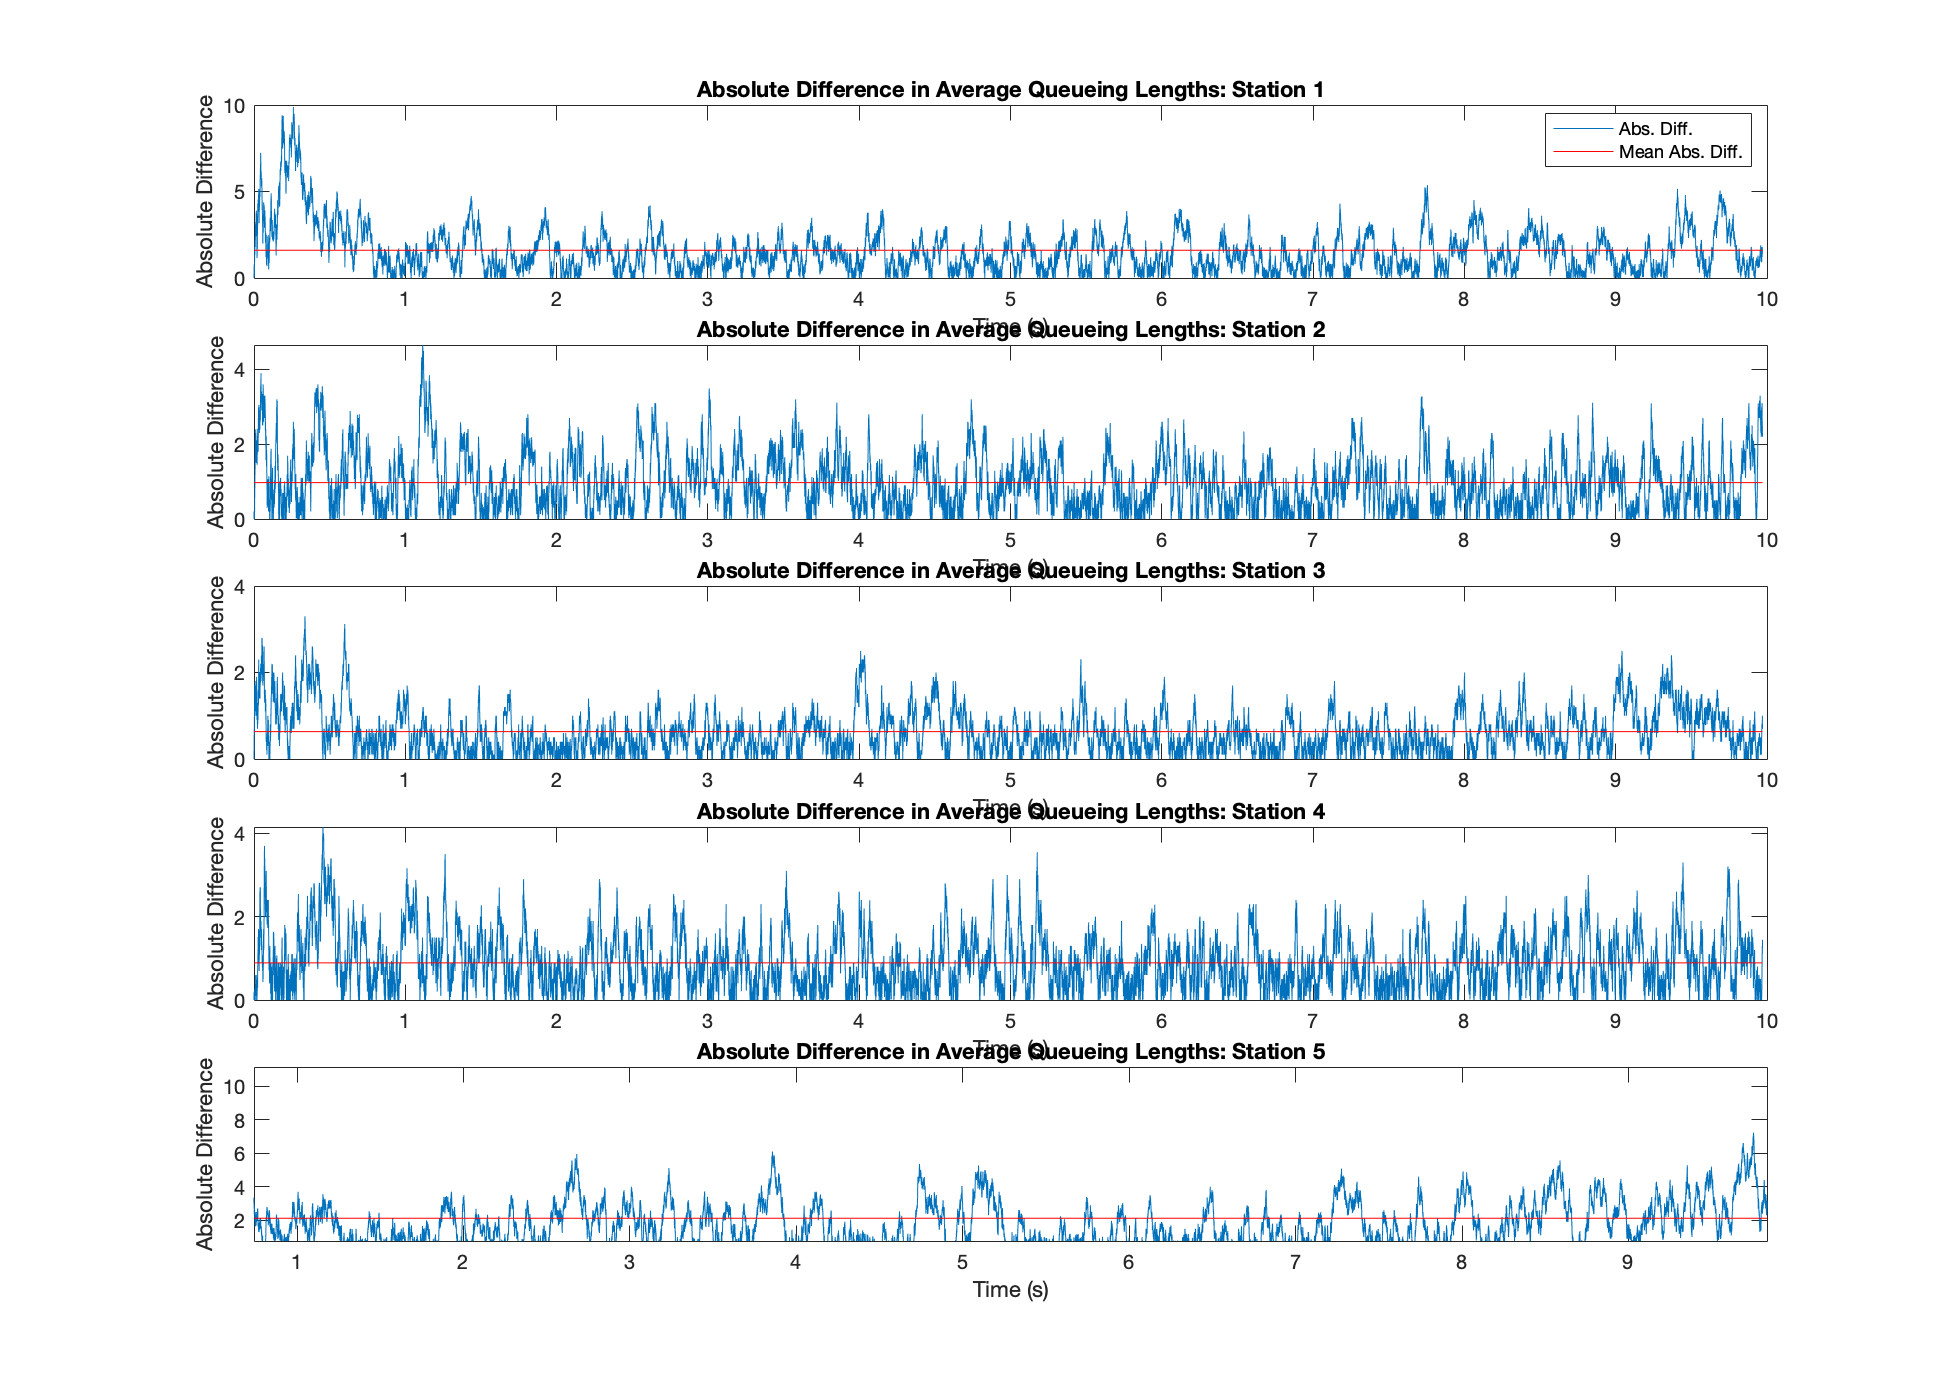 Absolute Difference in Average Queueing Lengths: Station 1
Absolute Difference
10
5
0
Abs. Diff.
Mean Abs. Diff.
0 1 2 3 4 5 6 7 8 9 10
Time (s)
Absolute Difference in Average Queueing Lengths: Station 2
Absolute Difference
4
2
0
0 1 2 3 4 5 6 7 8 9 10
Time (s)
Absolute Difference in Average Queueing Lengths: Station 3
Absolute Difference
4
2
0
0 1 2 3 4 5 6 7 8 9 10
Time (s)
Absolute Difference in Average Queueing Lengths: Station 4
Absolute Difference
4
2
0
0 1 2 3 4 5 6 7 8 9 10
Time (s)
Absolute Difference in Average Queueing Lengths: Station 5
Absolute Difference
10
8
6
4
2
1 2 3 4 5 6 7 8 9
Time (s)